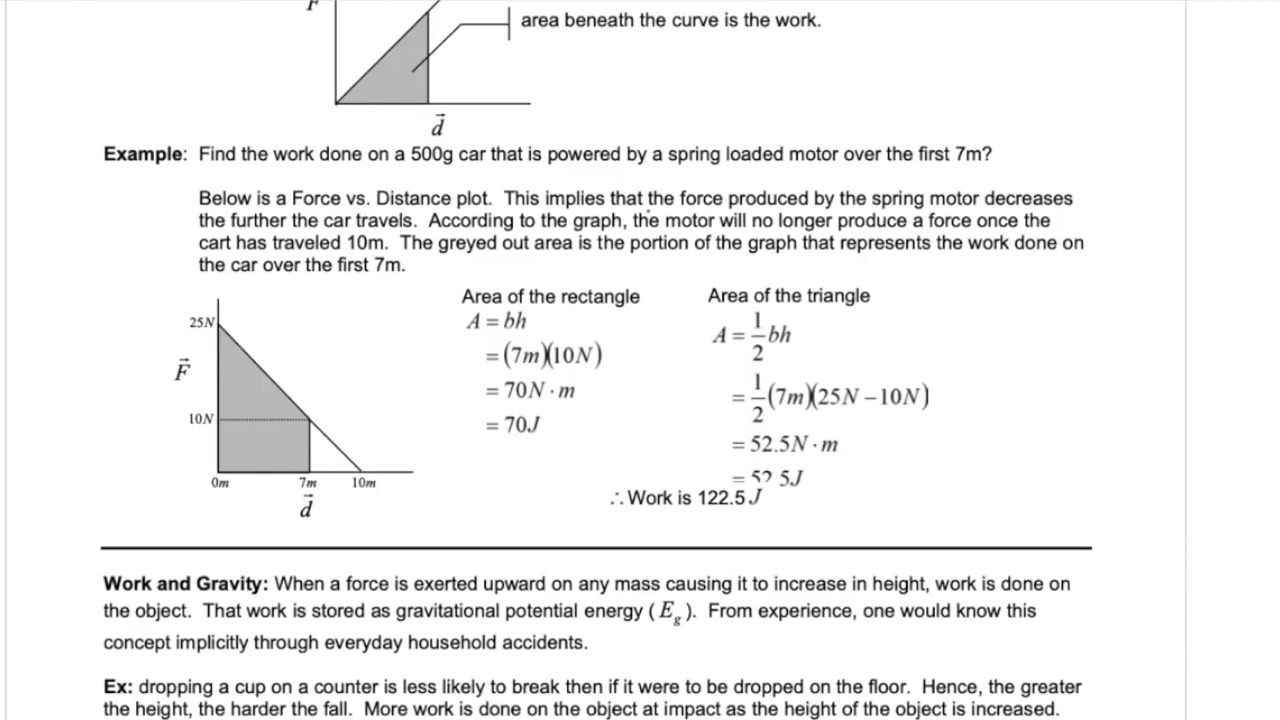 F
area beneath the curve is the work.
d⃗
Example: Find the work done on a 500g car that is powered by a spring loaded motor over the first 7m?
Below is a Force vs. Distance plot. This implies that the force produced by the spring motor decreases
the further the car travels. According to the graph, the motor will no longer produce a force once the
cart has traveled 10m. The greyed out area is the portion of the graph that represents the work done on
the car over the first 7m.
25N
F⃗
10N
0m 7m 10m
d⃗
Area of the rectangle
A = bh
= (7m)(10N)
= 70N · m
= 70J
Area of the triangle
A = 1/2 bh
= 1/2 (7m)(25N – 10N)
= 52.5N · m
= 52.5J
∴ Work is 122.5 J
Work and Gravity: When a force is exerted upward on any mass causing it to increase in height, work is done on
the object. That work is stored as gravitational potential energy ( E_g ). From experience, one would know this
concept implicitly through everyday household accidents.
Ex: dropping a cup on a counter is less likely to break then if it were to be dropped on the floor. Hence, the greater
the height, the harder the fall. More work is done on the object at impact as the height of the object is increased.